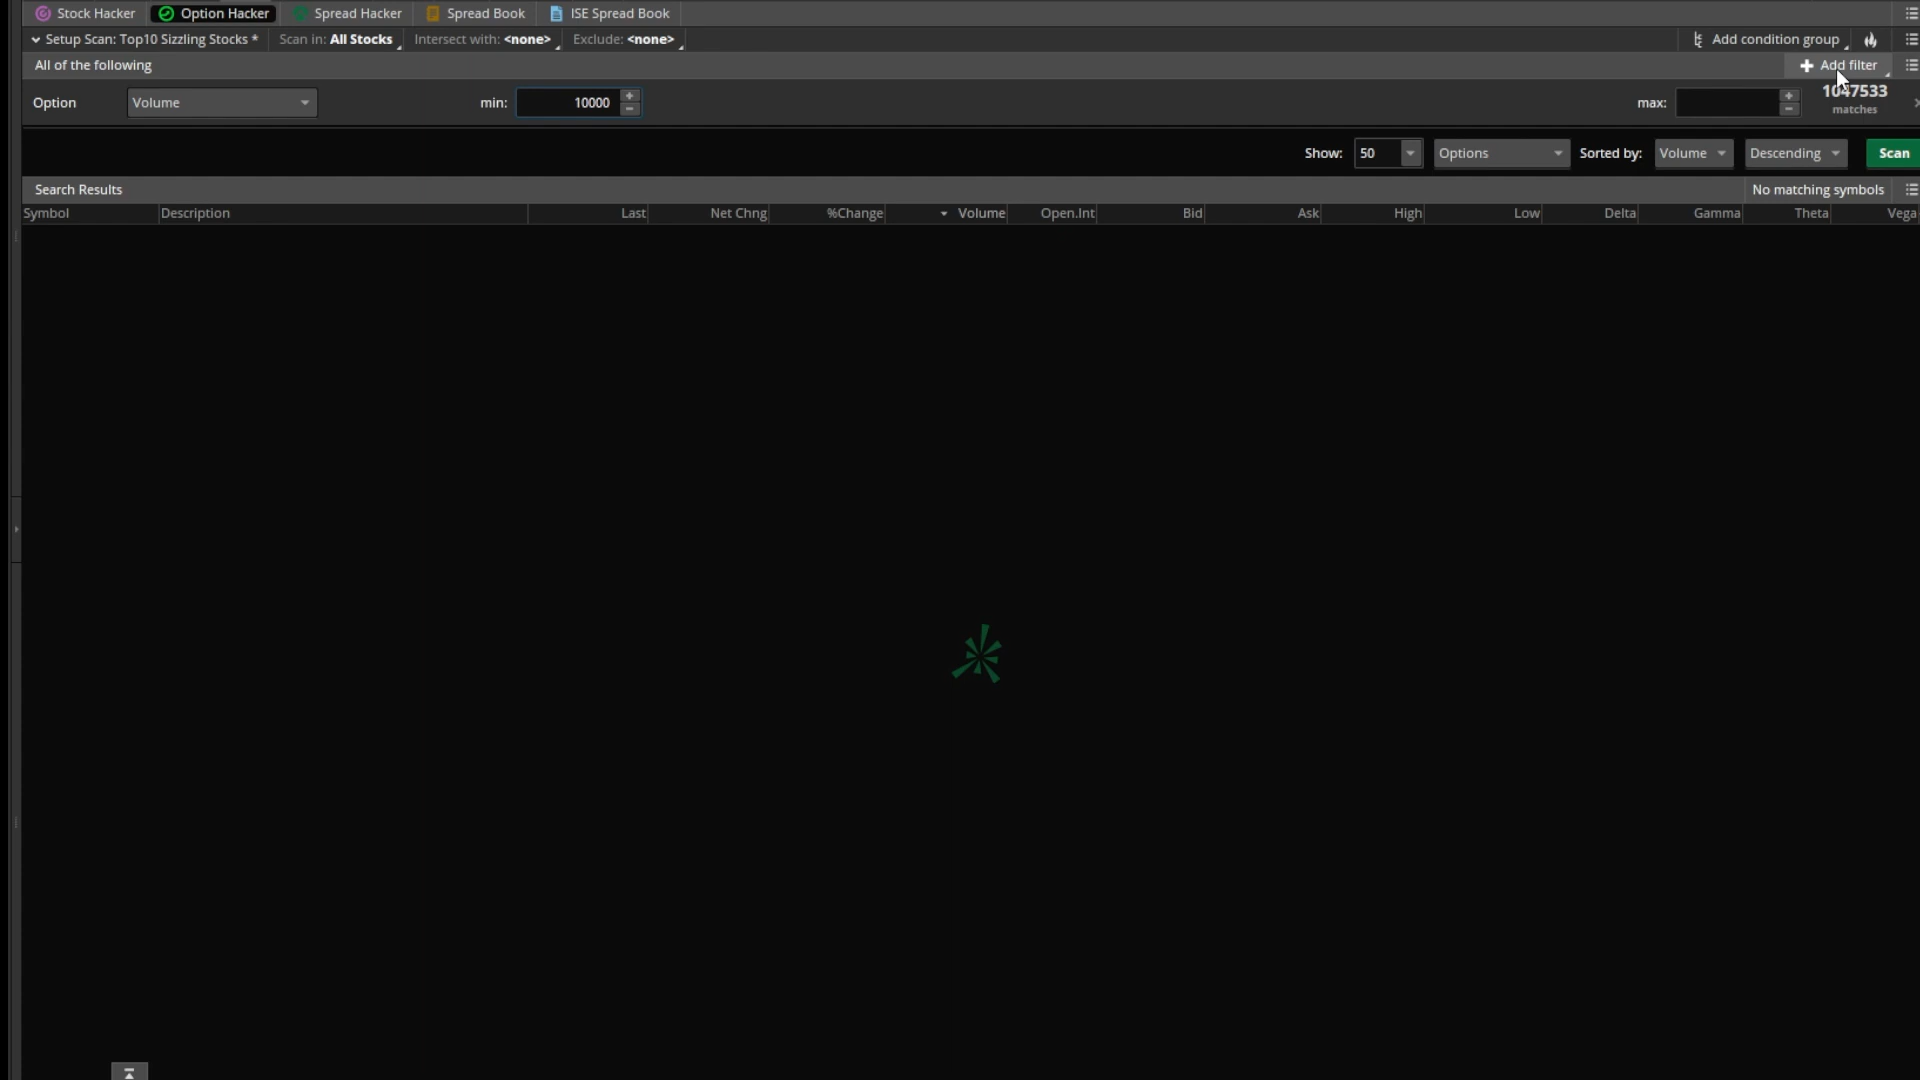 Stock Hacker Option Hacker Spread Hacker Spread Book ISE Spread Book
Setup Scan: Top10 Sizzling Stocks * Scan in: All Stocks Intersect with: <none> Exclude: <none> Add condition group
All of the following Add filter
Option Volume min: 10000 max: 1047533
matches
Show: 50 Options Sorted by: Volume Descending Scan
Search Results No matching symbols
Symbol Description Last Net Chng %Change Volume Open.Int Bid Ask High Low Delta Gamma Theta Vega